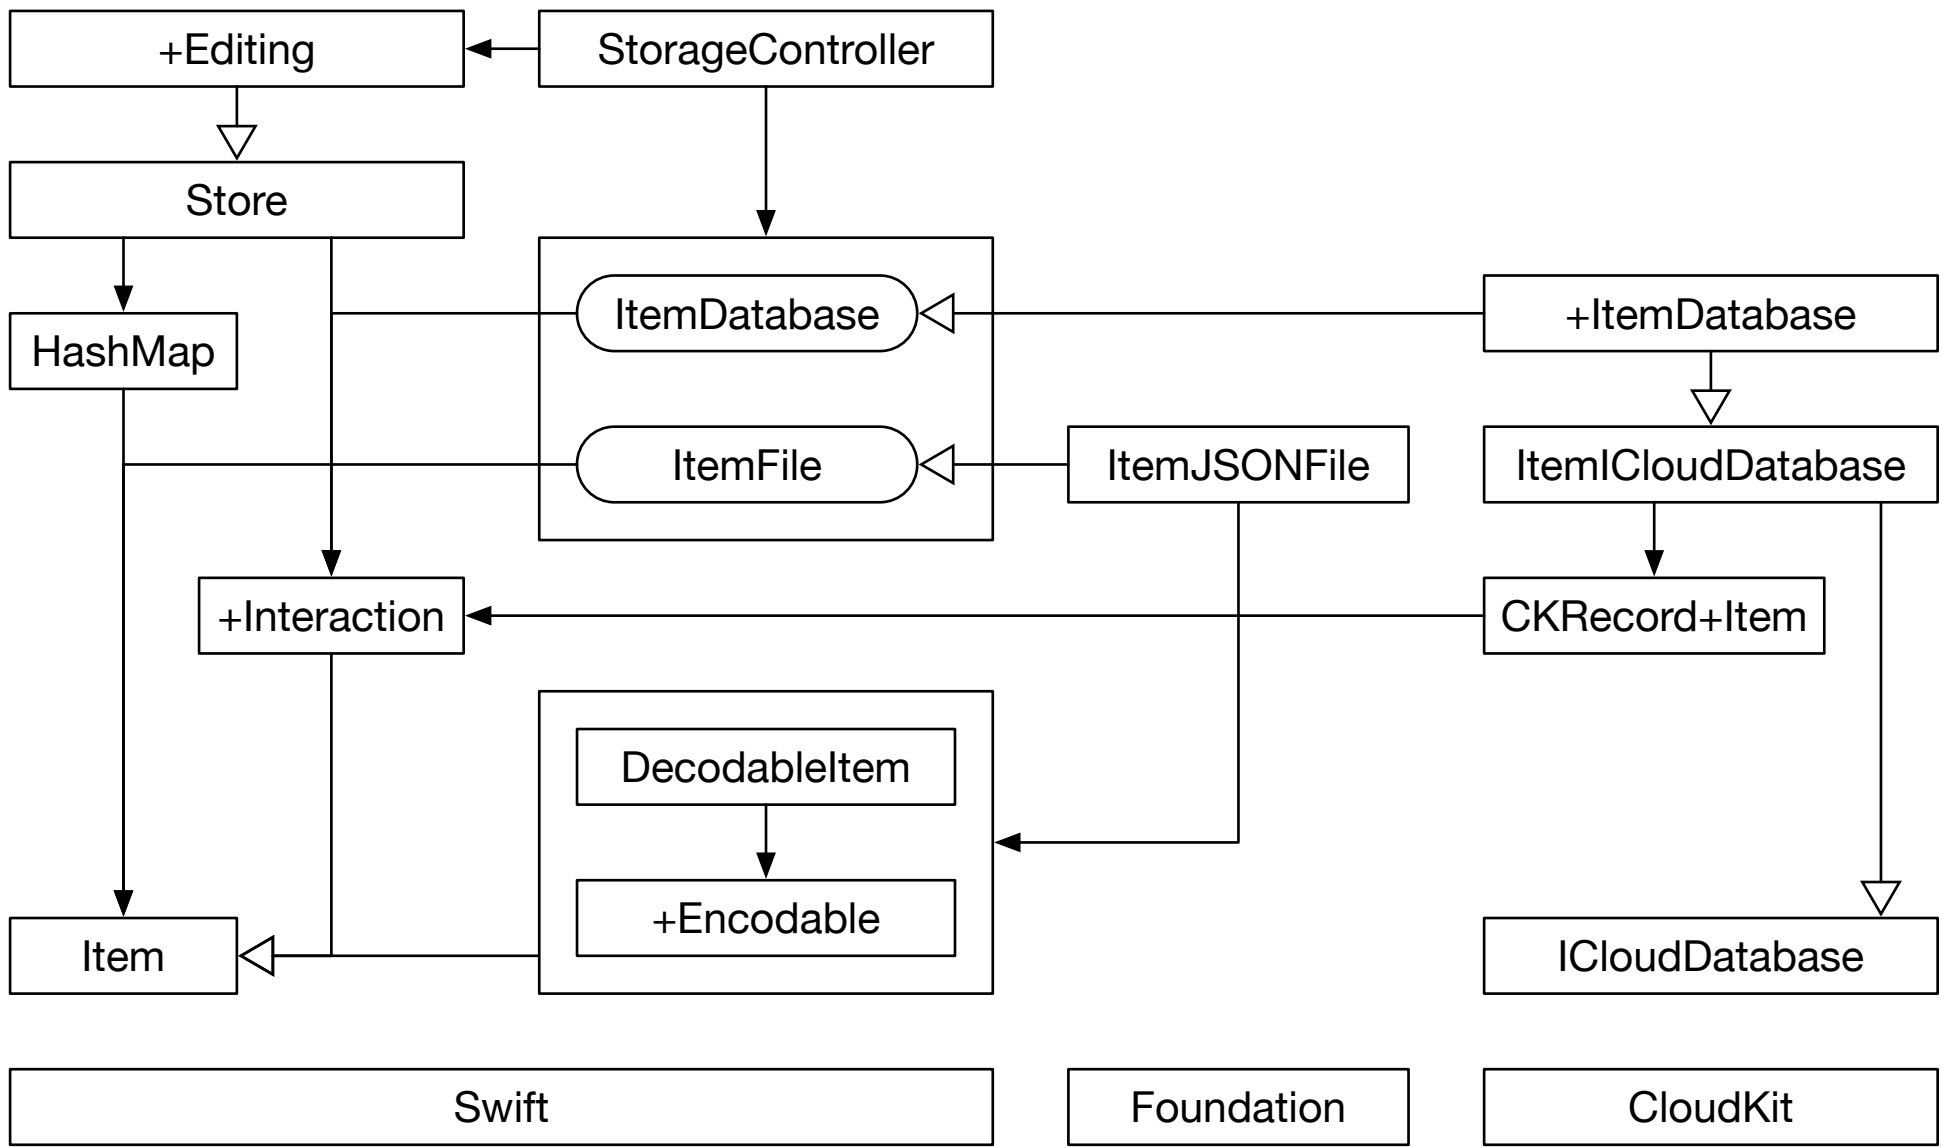 +Editing
StorageController
Store
ItemDatabase
+ItemDatabase
HashMap
ItemFile
ItemJSONFile
ItemICloudDatabase
+Interaction
CKRecord+Item
DecodableItem
+Encodable
Item
ICloudDatabase
Swift
Foundation
CloudKit